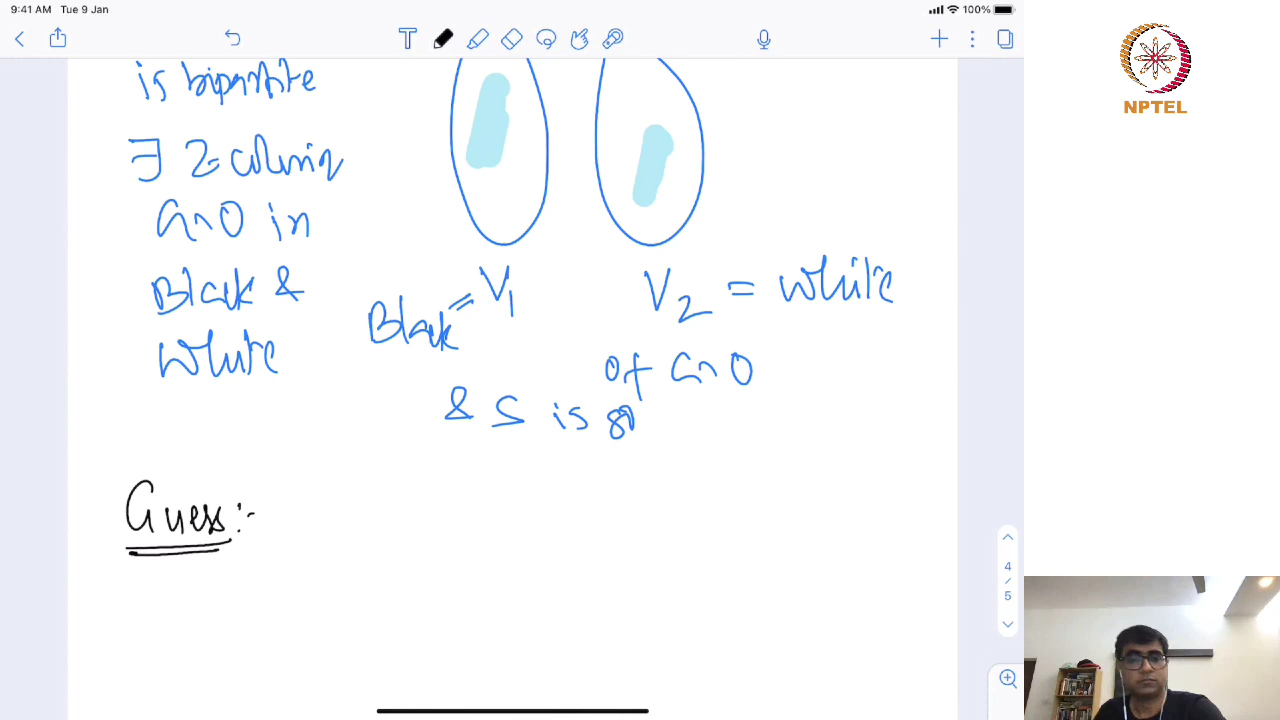 9:41 AM Tue 9 Jan
100%
NPTEL
is bipartite
∃ 2-coloring
G∩O in
Black &
white
Black = V1
V2 = white
of G∩O
& S is
Guess:-
4
/
5